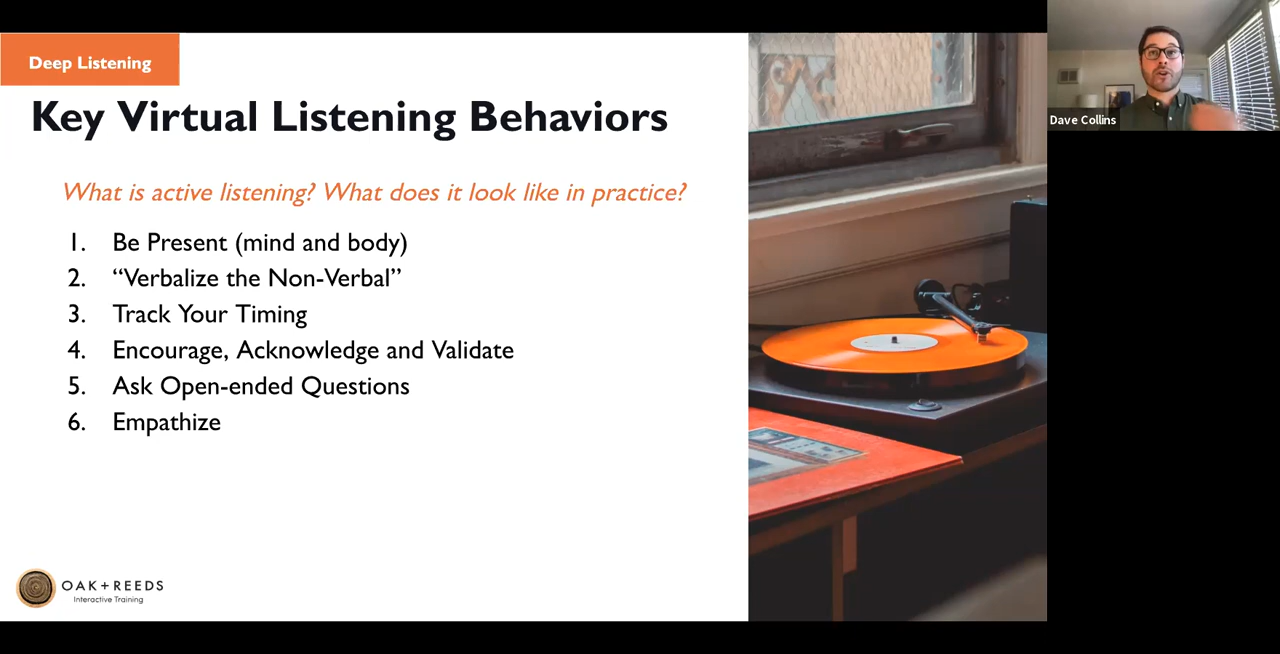 Deep Listening
Key Virtual Listening Behaviors
What is active listening? What does it look like in practice?
1. Be Present (mind and body)
2. “Verbalize the Non-Verbal”
3. Track Your Timing
4. Encourage, Acknowledge and Validate
5. Ask Open-ended Questions
6. Empathize
OAK+REEDS
Interactive Training
Dave Collins